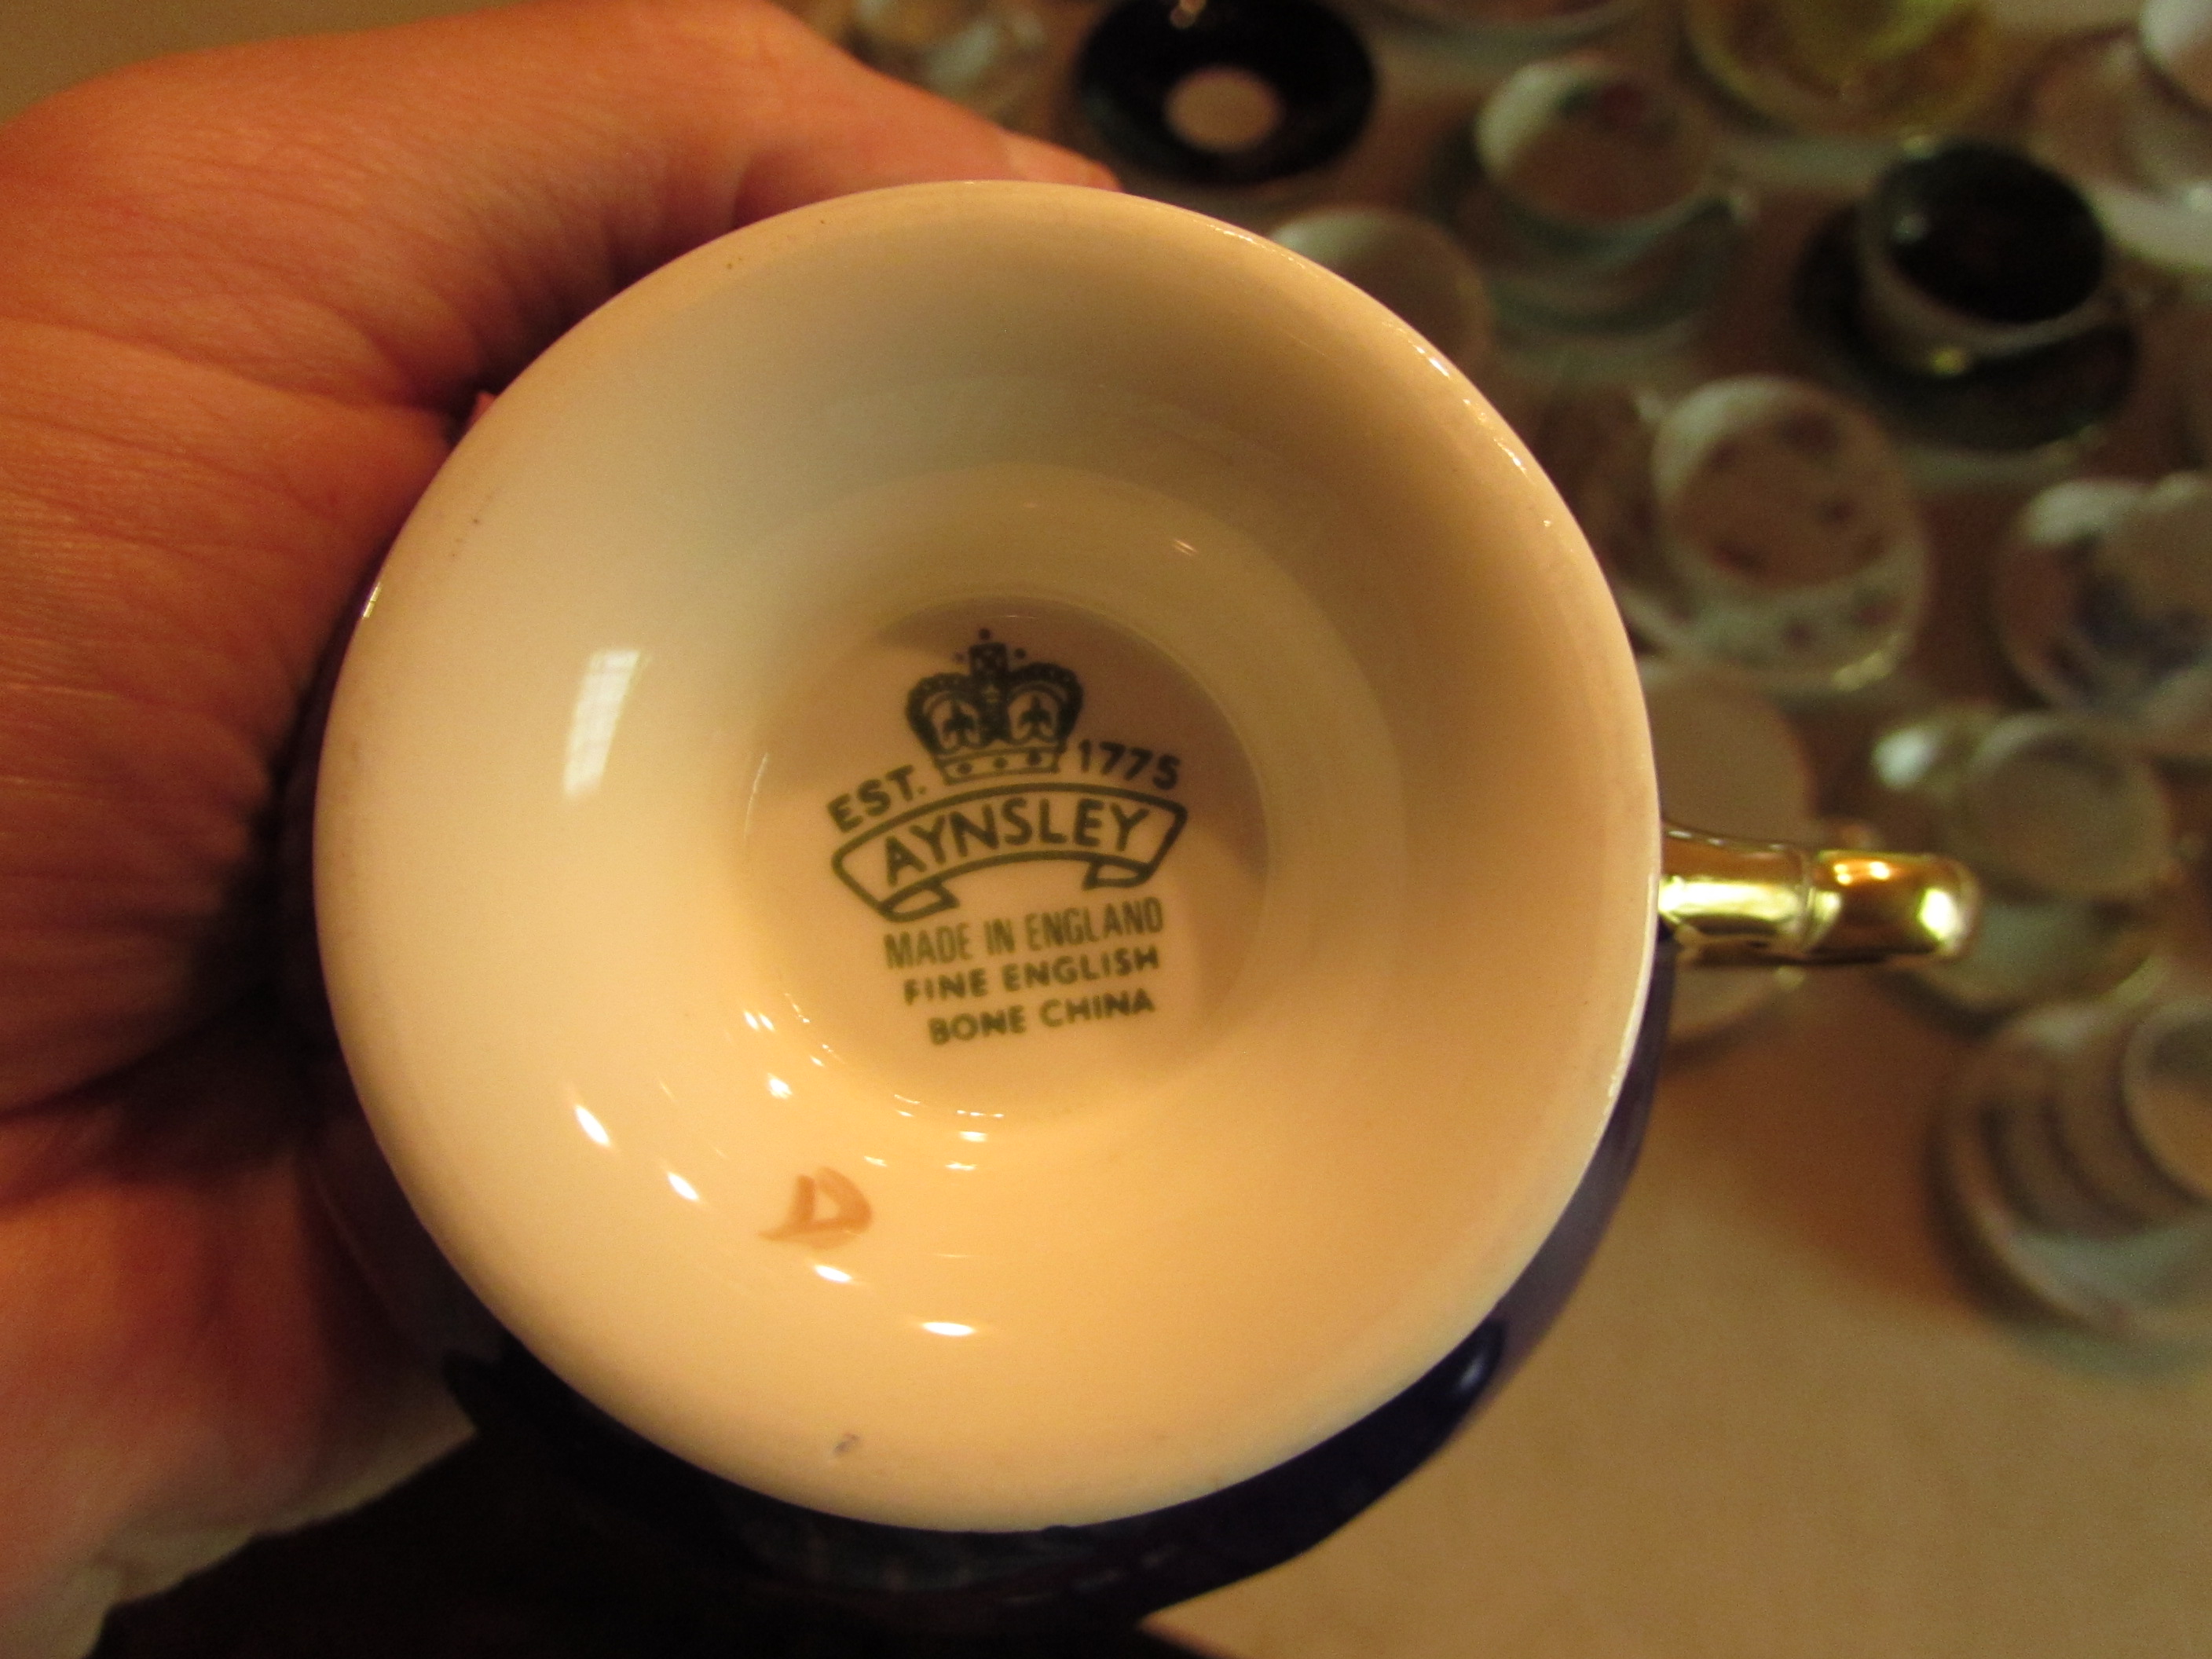 EST. 1775
AYNSLEY
MADE IN ENGLAND
FINE ENGLISH
BONE CHINA
D